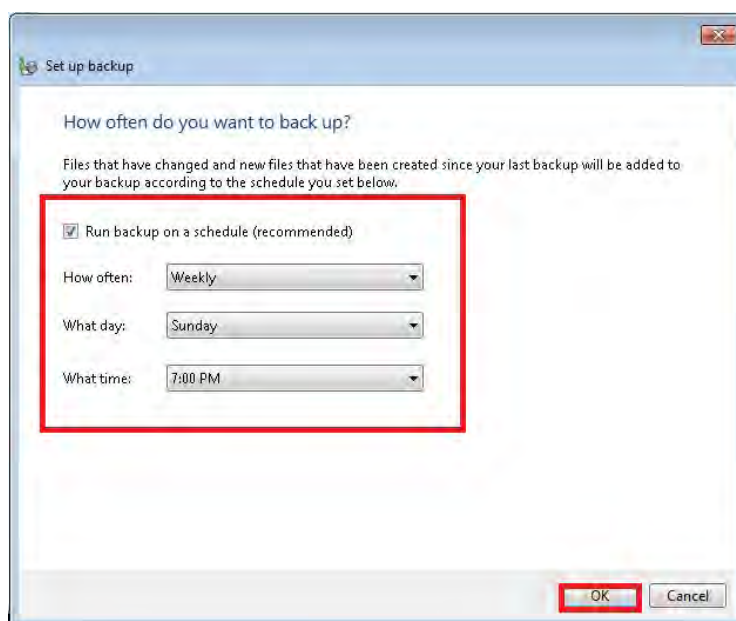 Set up backup
How often do you want to back up?
Files that have changed and new files that have been created since your last backup will be added to
your backup according to the schedule you set below.
Run backup on a schedule (recommended)
How often: Weekly
What day: Sunday
What time: 7:00 PM
OK Cancel